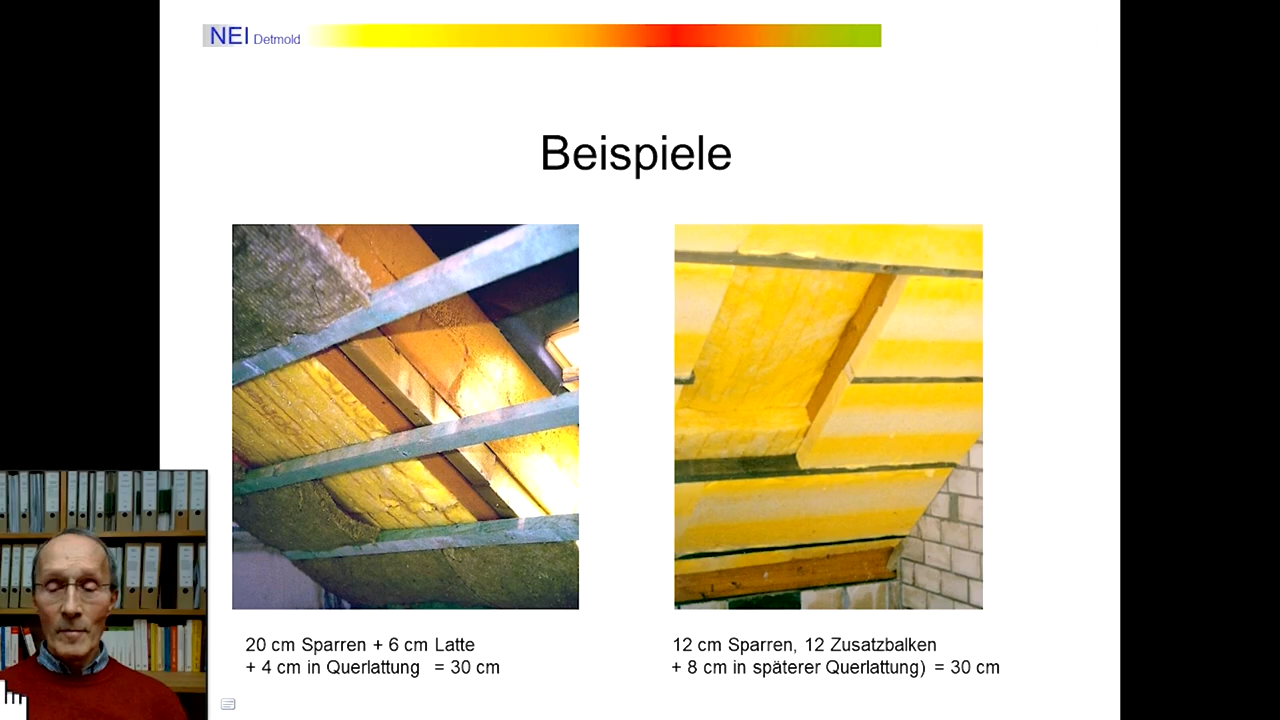 NEI Detmold
Beispiele
20 cm Sparren + 6 cm Latte
+ 4 cm in Querlattung = 30 cm
12 cm Sparren, 12 Zusatzbalken
+ 8 cm in späterer Querlattung) = 30 cm